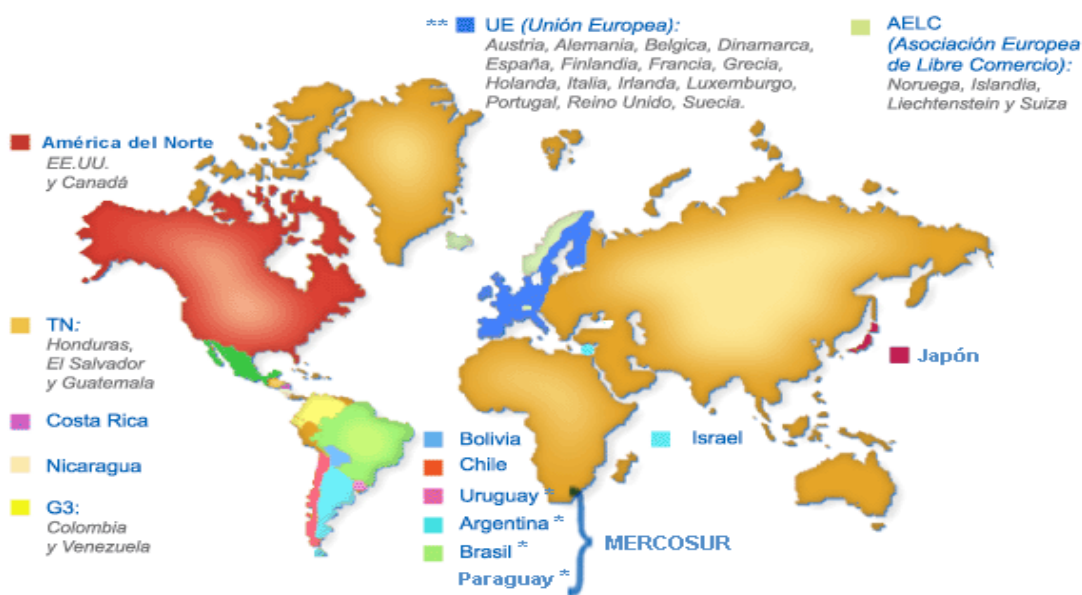 ** UE (Unión Europea):
Austria, Alemania, Belgica, Dinamarca,
España, Finlandia, Francia, Grecia,
Holanda, Italia, Irlanda, Luxemburgo,
Portugal, Reino Unido, Suecia.
AELC
(Asociación Europea
de Libre Comercio):
Noruega, Islandia,
Liechtenstein y Suiza
América del Norte
EE.UU.
y Canadá
TN:
Honduras,
El Salvador
y Guatemala
Costa Rica
Nicaragua
G3:
Colombia
y Venezuela
Bolivia
Chile
Uruguay *
Argentina *
Brasil *
Paraguay *
MERCOSUR
Israel
Japón